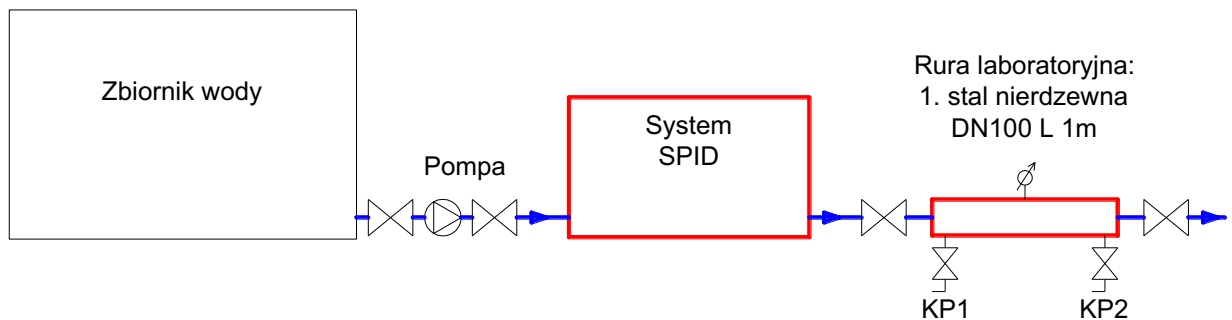 Zbiornik wody
Pompa
System
SPID
Rura laboratoryjna:
1. stal nierdzewna
DN100 L 1m
KP1
KP2